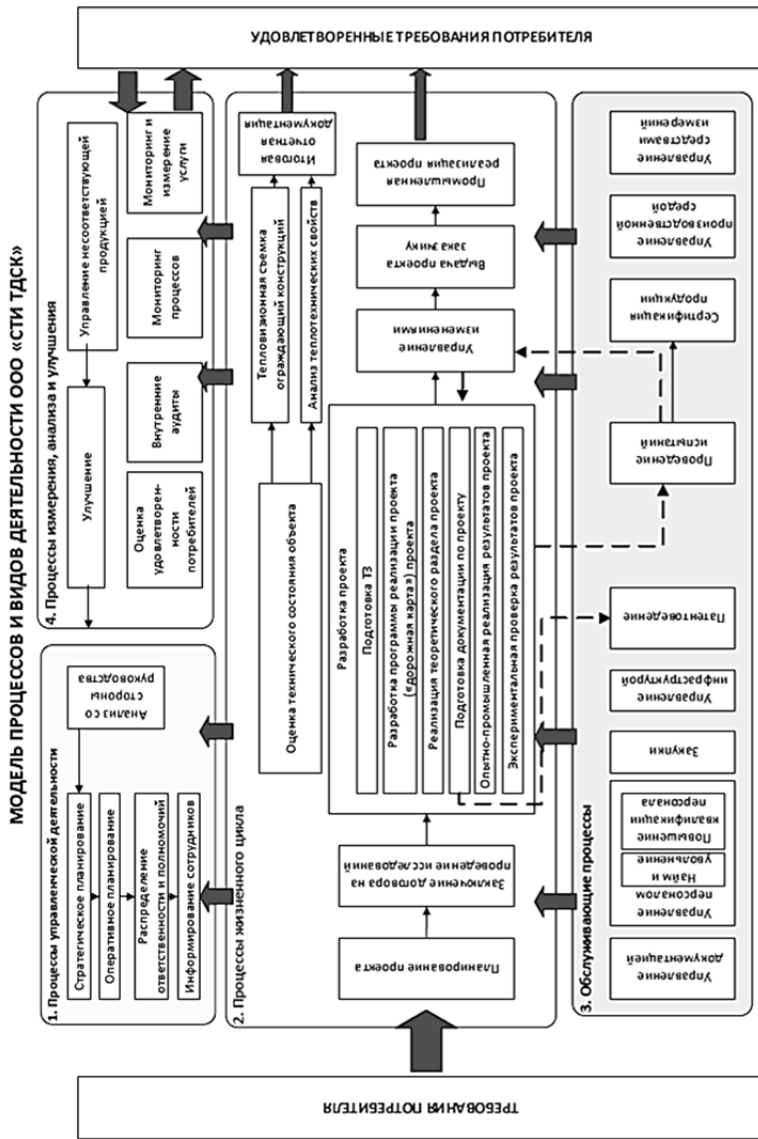 МОДЕЛЬ ПРОЦЕССОВ И ВИДОВ ДЕЯТЕЛЬНОСТИ ООО «СТИ ТДСК»
ТРЕБОВАНИЯ ПОТРЕБИТЕЛЯ
1. Процессы управленческой деятельности
Стратегическое планирование
Оперативное планирование
Распределение
ответственности и полномочий
Информирование сотрудников
Анализ со
стороны
руководства
4. Процессы измерения, анализа и улучшения
Улучшение
Управление несоответствующей
продукцией
Оценка
удовлетворен-
ности
потребителей
Внутренние
аудиты
Мониторинг
процессов
Мониторинг и
измерение
услуги
2. Процессы жизненного цикла
Оценка технического состояния объекта
Тепловизионная съемка
ограждающий конструкций
Анализ теплотехнических свойств
Итоговая
отчетная
документация
Планирование проекта
Заключение договора на
проведение исследований
Разработка проекта
Подготовка ТЗ
Разработка программы реализации проекта
(«дорожная карта») проекта
Реализация теоретического раздела проекта
Подготовка документации по проекту
Опытно-промышленная реализация результатов проекта
Экспериментальная проверка результатов проекта
Управление
изменениями
Выдача проекта
заказчику
Промышленная
реализация проекта
3. Обслуживающие процессы
Управление
документацией
Управление
персоналом
Найм и
увольнение
Повышение
квалификации
персонала
Закупки
Управление
инфраструктурой
Патентоведение
Проведение
испытаний
Сертификация
продукции
Управление
производственной
средой
Управление
средствами
измерений
УДОВЛЕТВОРЕННЫЕ ТРЕБОВАНИЯ ПОТРЕБИТЕЛЯ